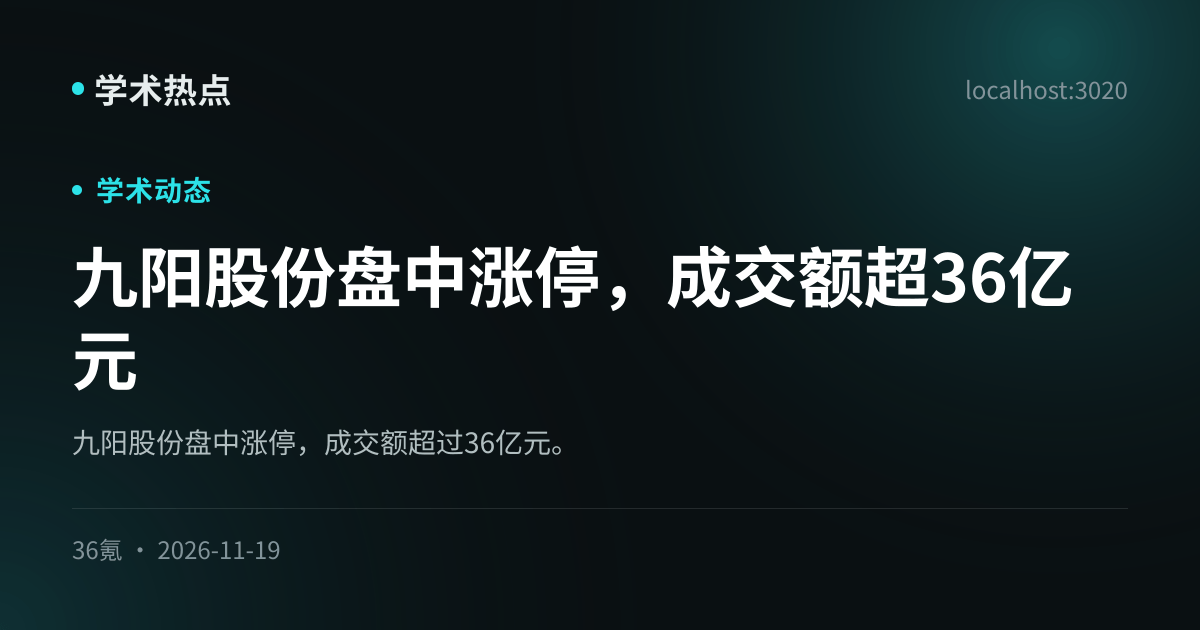 学术热点
localhost:3020
学术动态
九阳股份盘中涨停，成交额超36亿
元
九阳股份盘中涨停，成交额超过36亿元。
36氪 · 2026-11-19